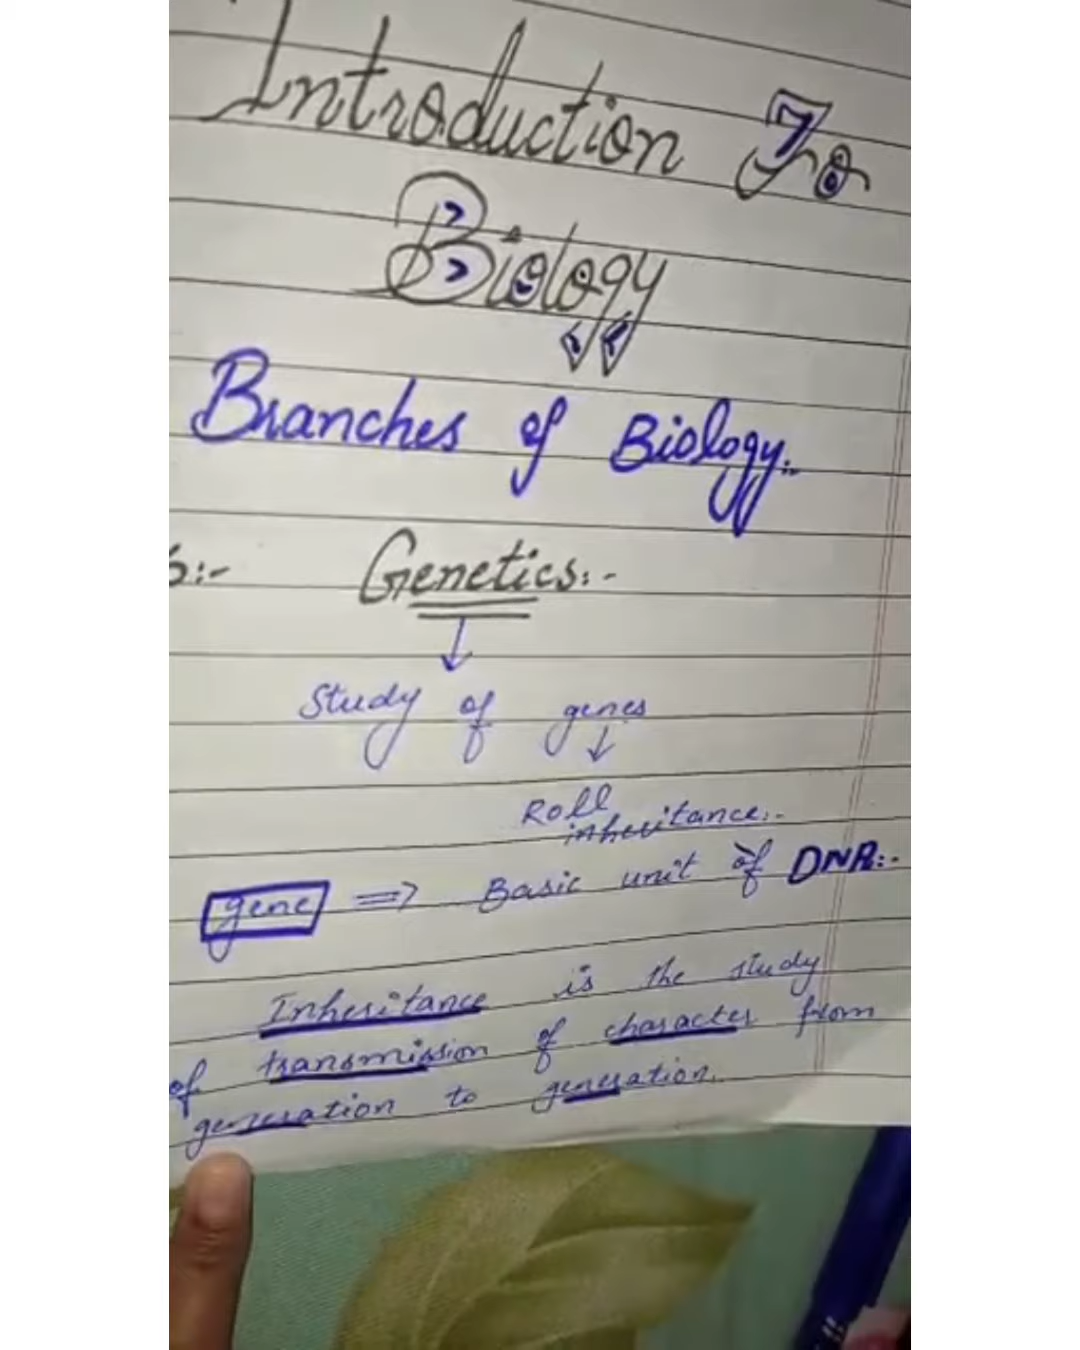 Introduction To
Biology
Branches of Biology:.
Genetics:-
Study of genes
Roll
inheritance:-
gene ⇒ Basic unit of DNA:-
Inheritance is the study
of transmission of character from
generation to generation.